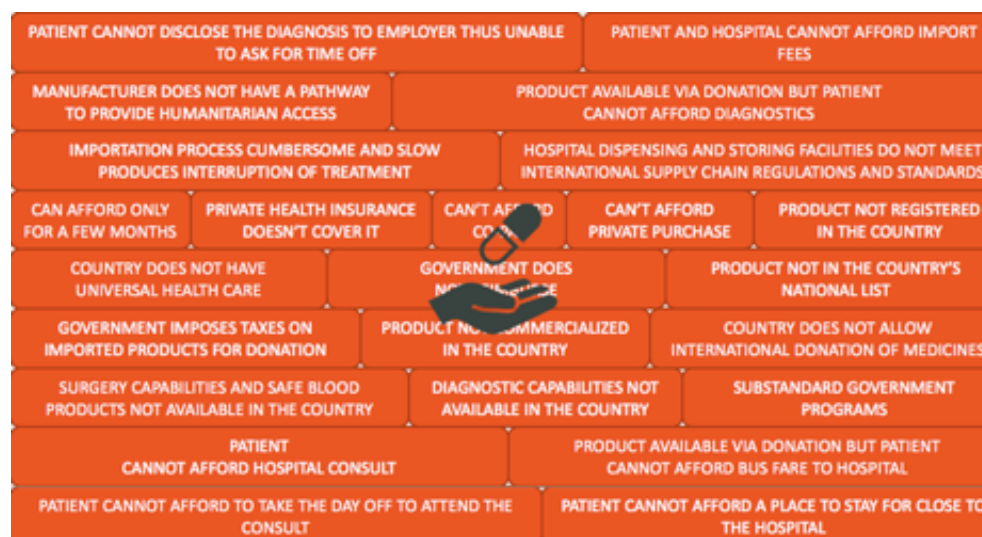 PATIENT CANNOT DISCLOSE THE DIAGNOSIS TO EMPLOYER THUS UNABLE
TO ASK FOR TIME OFF
PATIENT AND HOSPITAL CANNOT AFFORD IMPORT
FEES
MANUFACTURER DOES NOT HAVE A PATHWAY
TO PROVIDE HUMANITARIAN ACCESS
PRODUCT AVAILABLE VIA DONATION BUT PATIENT
CANNOT AFFORD DIAGNOSTICS
IMPORTATION PROCESS CUMBERSOME AND SLOW
PRODUCES INTERRUPTION OF TREATMENT
HOSPITAL DISPENSING AND STORING FACILITIES DO NOT MEET
INTERNATIONAL SUPPLY CHAIN REGULATIONS AND STANDARDS
CAN AFFORD ONLY
FOR A FEW MONTHS
PRIVATE HEALTH INSURANCE
DOESN'T COVER IT
CAN'T AFFORD
CAN'T AFFORD
PRIVATE PURCHASE
PRODUCT NOT REGISTERED
IN THE COUNTRY
COUNTRY DOES NOT HAVE
UNIVERSAL HEALTH CARE
GOVERNMENT DOES
PRODUCT NOT IN THE COUNTRY'S
NATIONAL LIST
GOVERNMENT IMPOSES TAXES ON
IMPORTED PRODUCTS FOR DONATION
PRODUCT NOT COMMERCIALIZED
IN THE COUNTRY
COUNTRY DOES NOT ALLOW
INTERNATIONAL DONATION OF MEDICINES
SURGERY CAPABILITIES AND SAFE BLOOD
PRODUCTS NOT AVAILABLE IN THE COUNTRY
DIAGNOSTIC CAPABILITIES NOT
AVAILABLE IN THE COUNTRY
SUBSTANDARD GOVERNMENT
PROGRAMS
PATIENT
CANNOT AFFORD HOSPITAL CONSULT
PRODUCT AVAILABLE VIA DONATION BUT PATIENT
CANNOT AFFORD BUS FARE TO HOSPITAL
PATIENT CANNOT AFFORD TO TAKE THE DAY OFF TO ATTEND THE
CONSULT
PATIENT CANNOT AFFORD A PLACE TO STAY FOR CLOSE TO
THE HOSPITAL